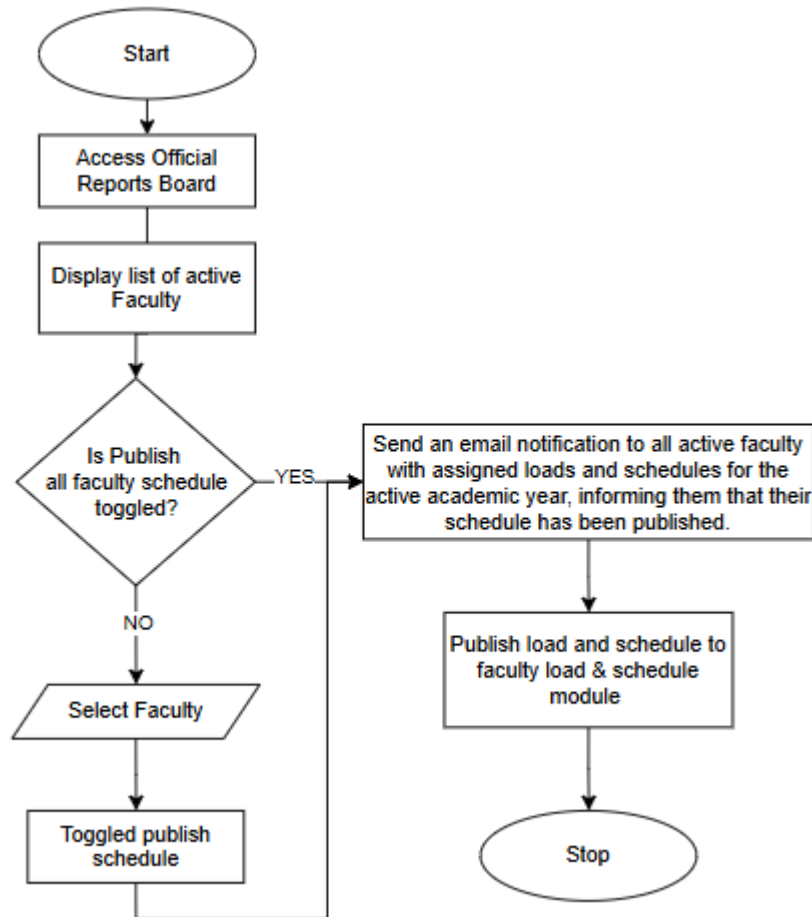 Start
Access Official
Reports Board
Display list of active
Faculty
Is Publish
all faculty schedule
toggled?
YES
NO
Select Faculty
Toggled publish
schedule
Send an email notification to all active faculty
with assigned loads and schedules for the
active academic year, informing them that their
schedule has been published.
Publish load and schedule to
faculty load & schedule
module
Stop